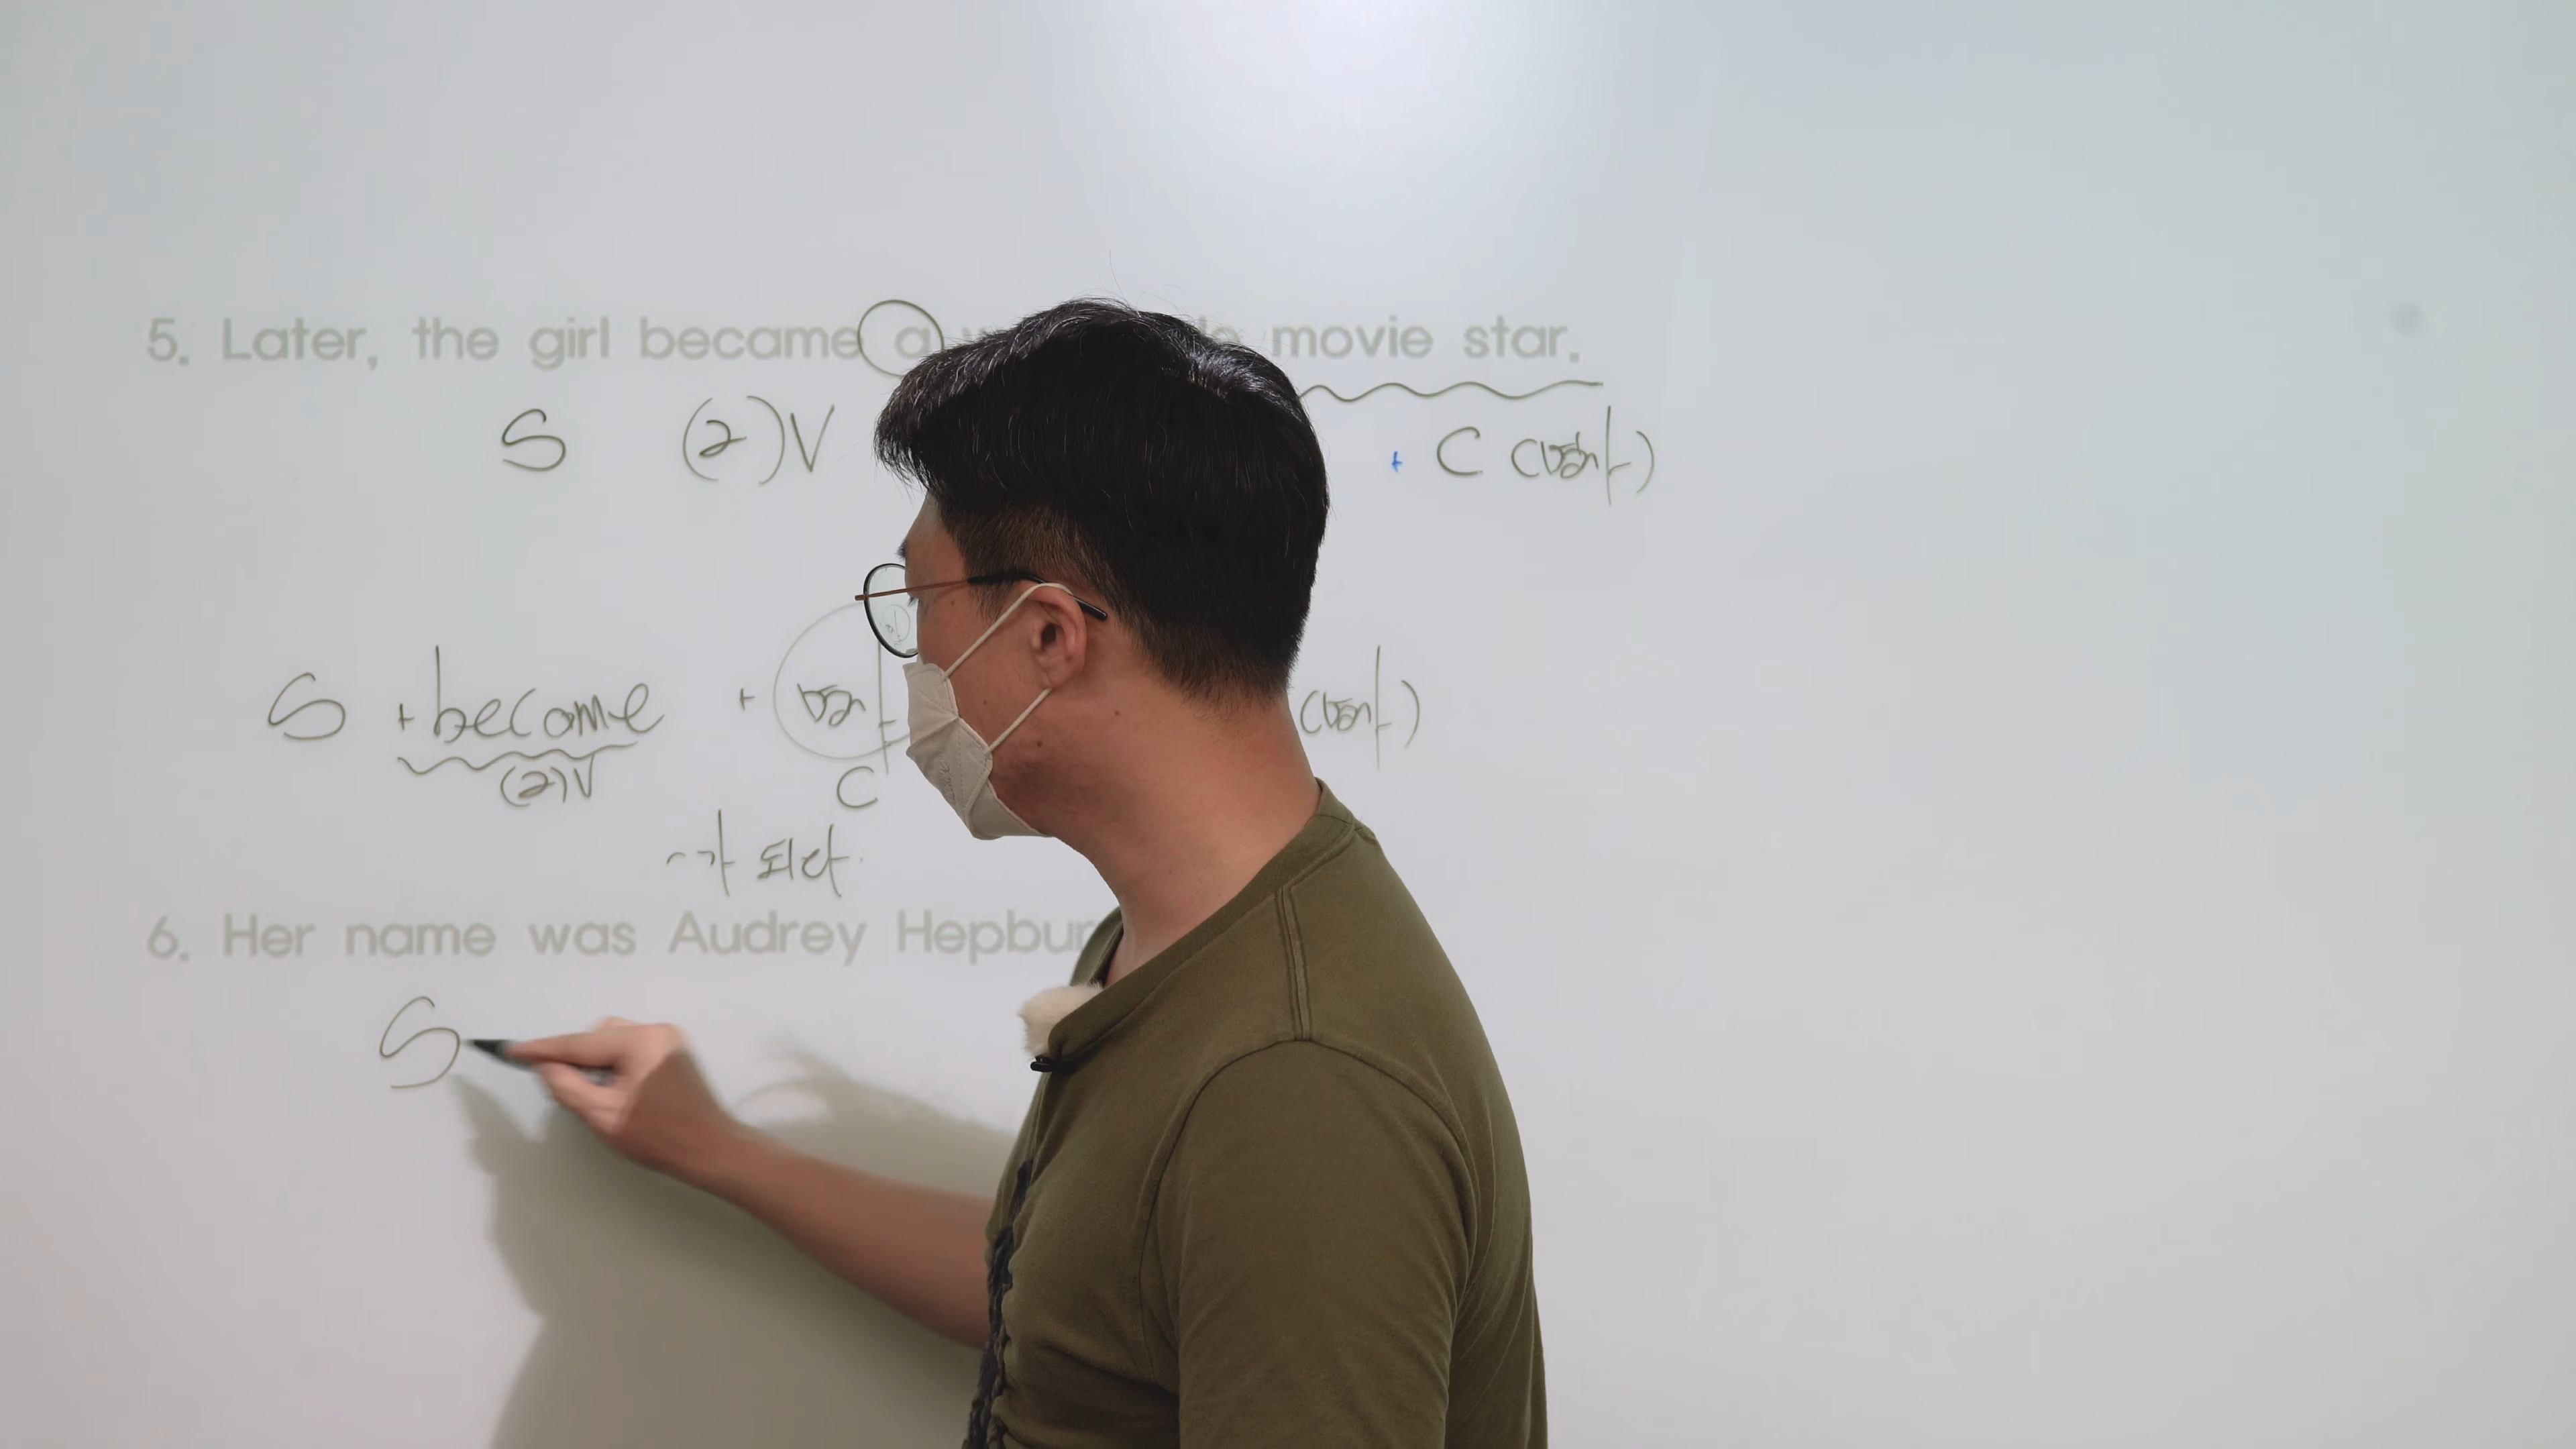 5. Later, the girl became a movie star.
S (2)V + C (명사)
S + become + 명사 (명사)
(2)V C
~가 되다.
6. Her name was Audrey Hepbur
S